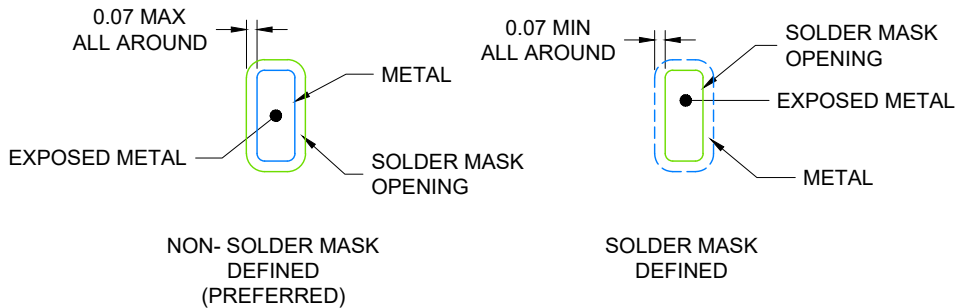 0.07 MAX
ALL AROUND
METAL
EXPOSED METAL
SOLDER MASK
OPENING
NON- SOLDER MASK
DEFINED
(PREFERRED)
0.07 MIN
ALL AROUND
SOLDER MASK
OPENING
EXPOSED METAL
METAL
SOLDER MASK
DEFINED